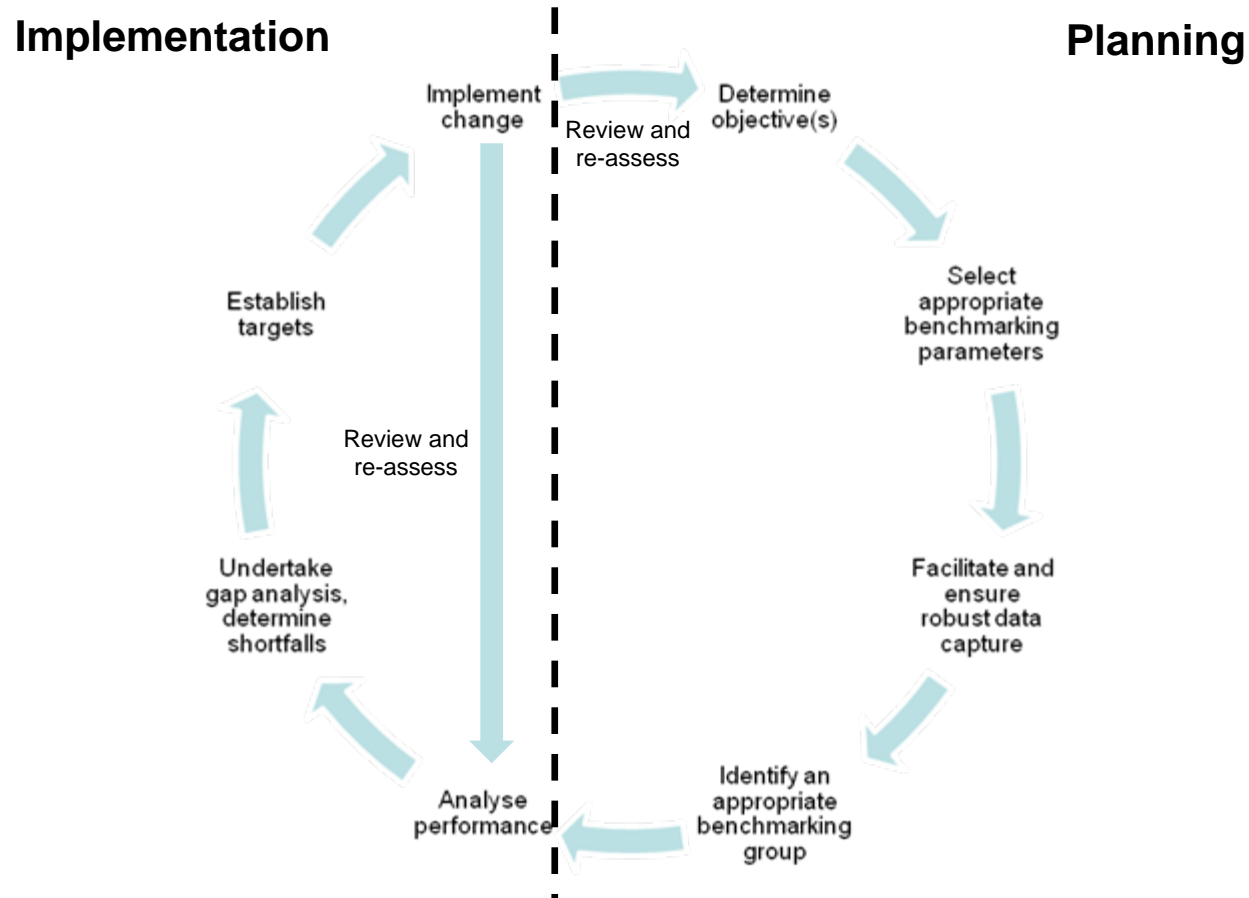 Implementation
Planning
Implement
change
Review and
re-assess
Determine
objective(s)
Select
appropriate
benchmarking
parameters
Facilitate and
ensure
robust data
capture
Identify an
appropriate
benchmarking
group
Analyse
performance
Undertake
gap analysis,
determine
shortfalls
Establish
targets
Review and
re-assess